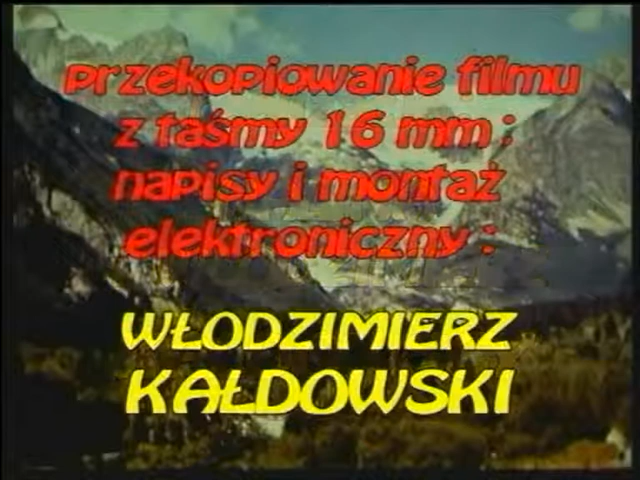 przekopiowanie filmu
z taśmy 16 mm :
napisy i montaż
elektroniczny :
WŁODZIMIERZ
KAŁDOWSKI